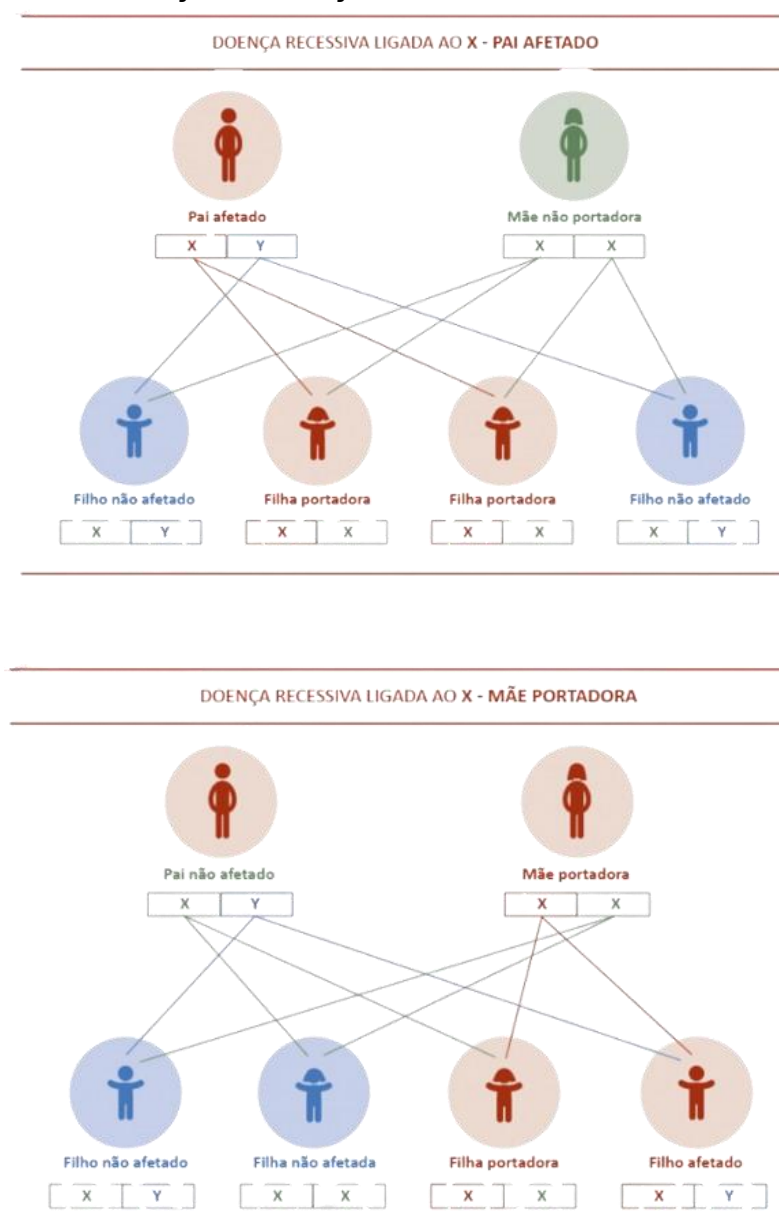 DOENÇA RECESSIVA LIGADA AO X - PAI AFETADO
Pai afetado Mãe não portadora
X Y X X
Filho não afetado Filha portadora Filha portadora Filho não afetado
X Y X X X X X Y
DOENÇA RECESSIVA LIGADA AO X - MÃE PORTADORA
Pai não afetado Mãe portadora
X Y X X
Filho não afetado Filha não afetada Filha portadora Filho afetado
X Y X X X X X Y